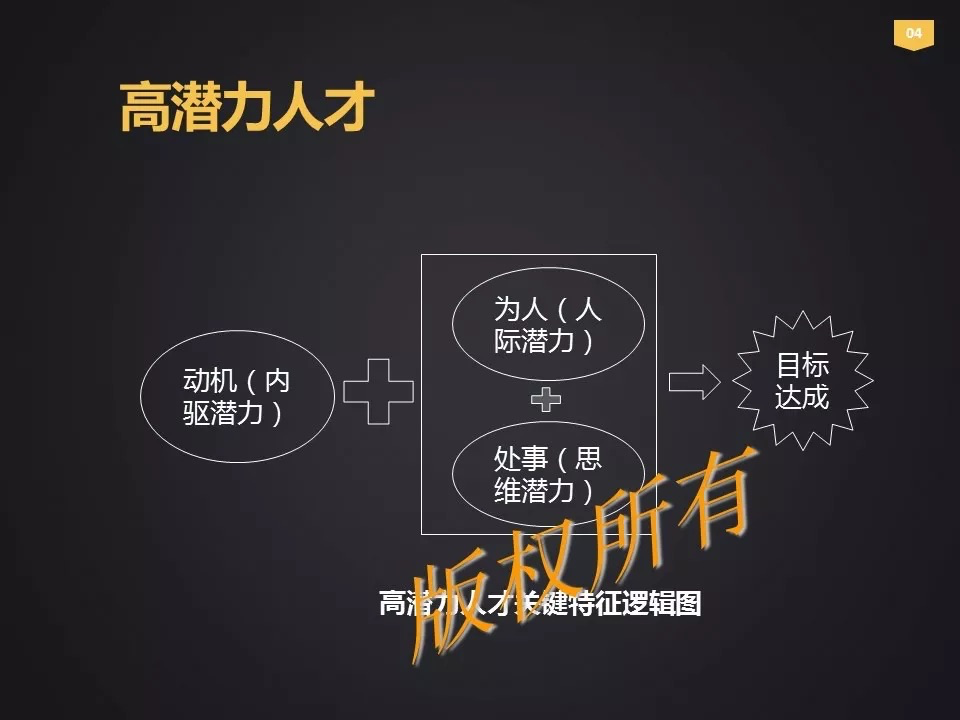 04
高潜力人才
动机（内
驱潜力）
为人（人
际潜力）
处事（思
维潜力）
目标
达成
版权所有
高潜力人才关键特征逻辑图